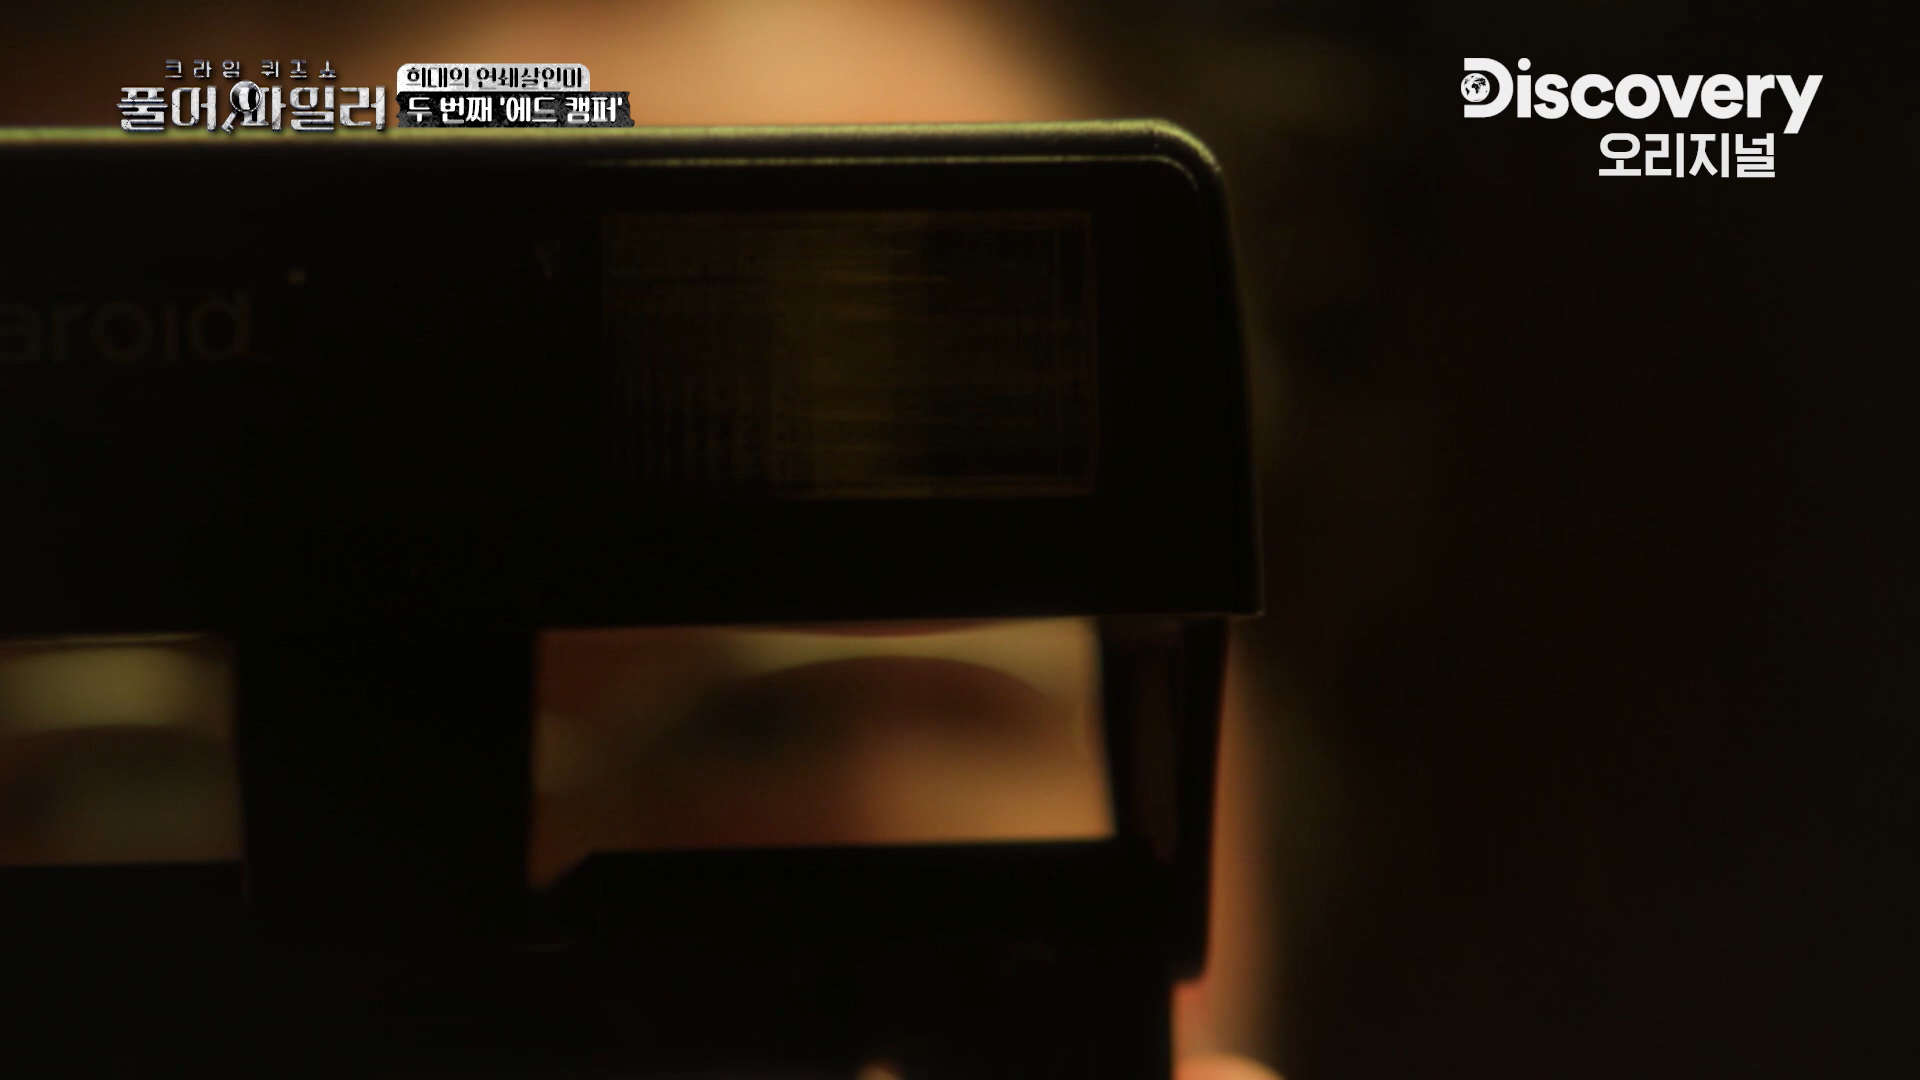 크라임 퀴즈쇼
풀어파일러
희대의 연쇄살인마
두 번째 '에드 캠퍼'
Discovery
오리지널
aroid